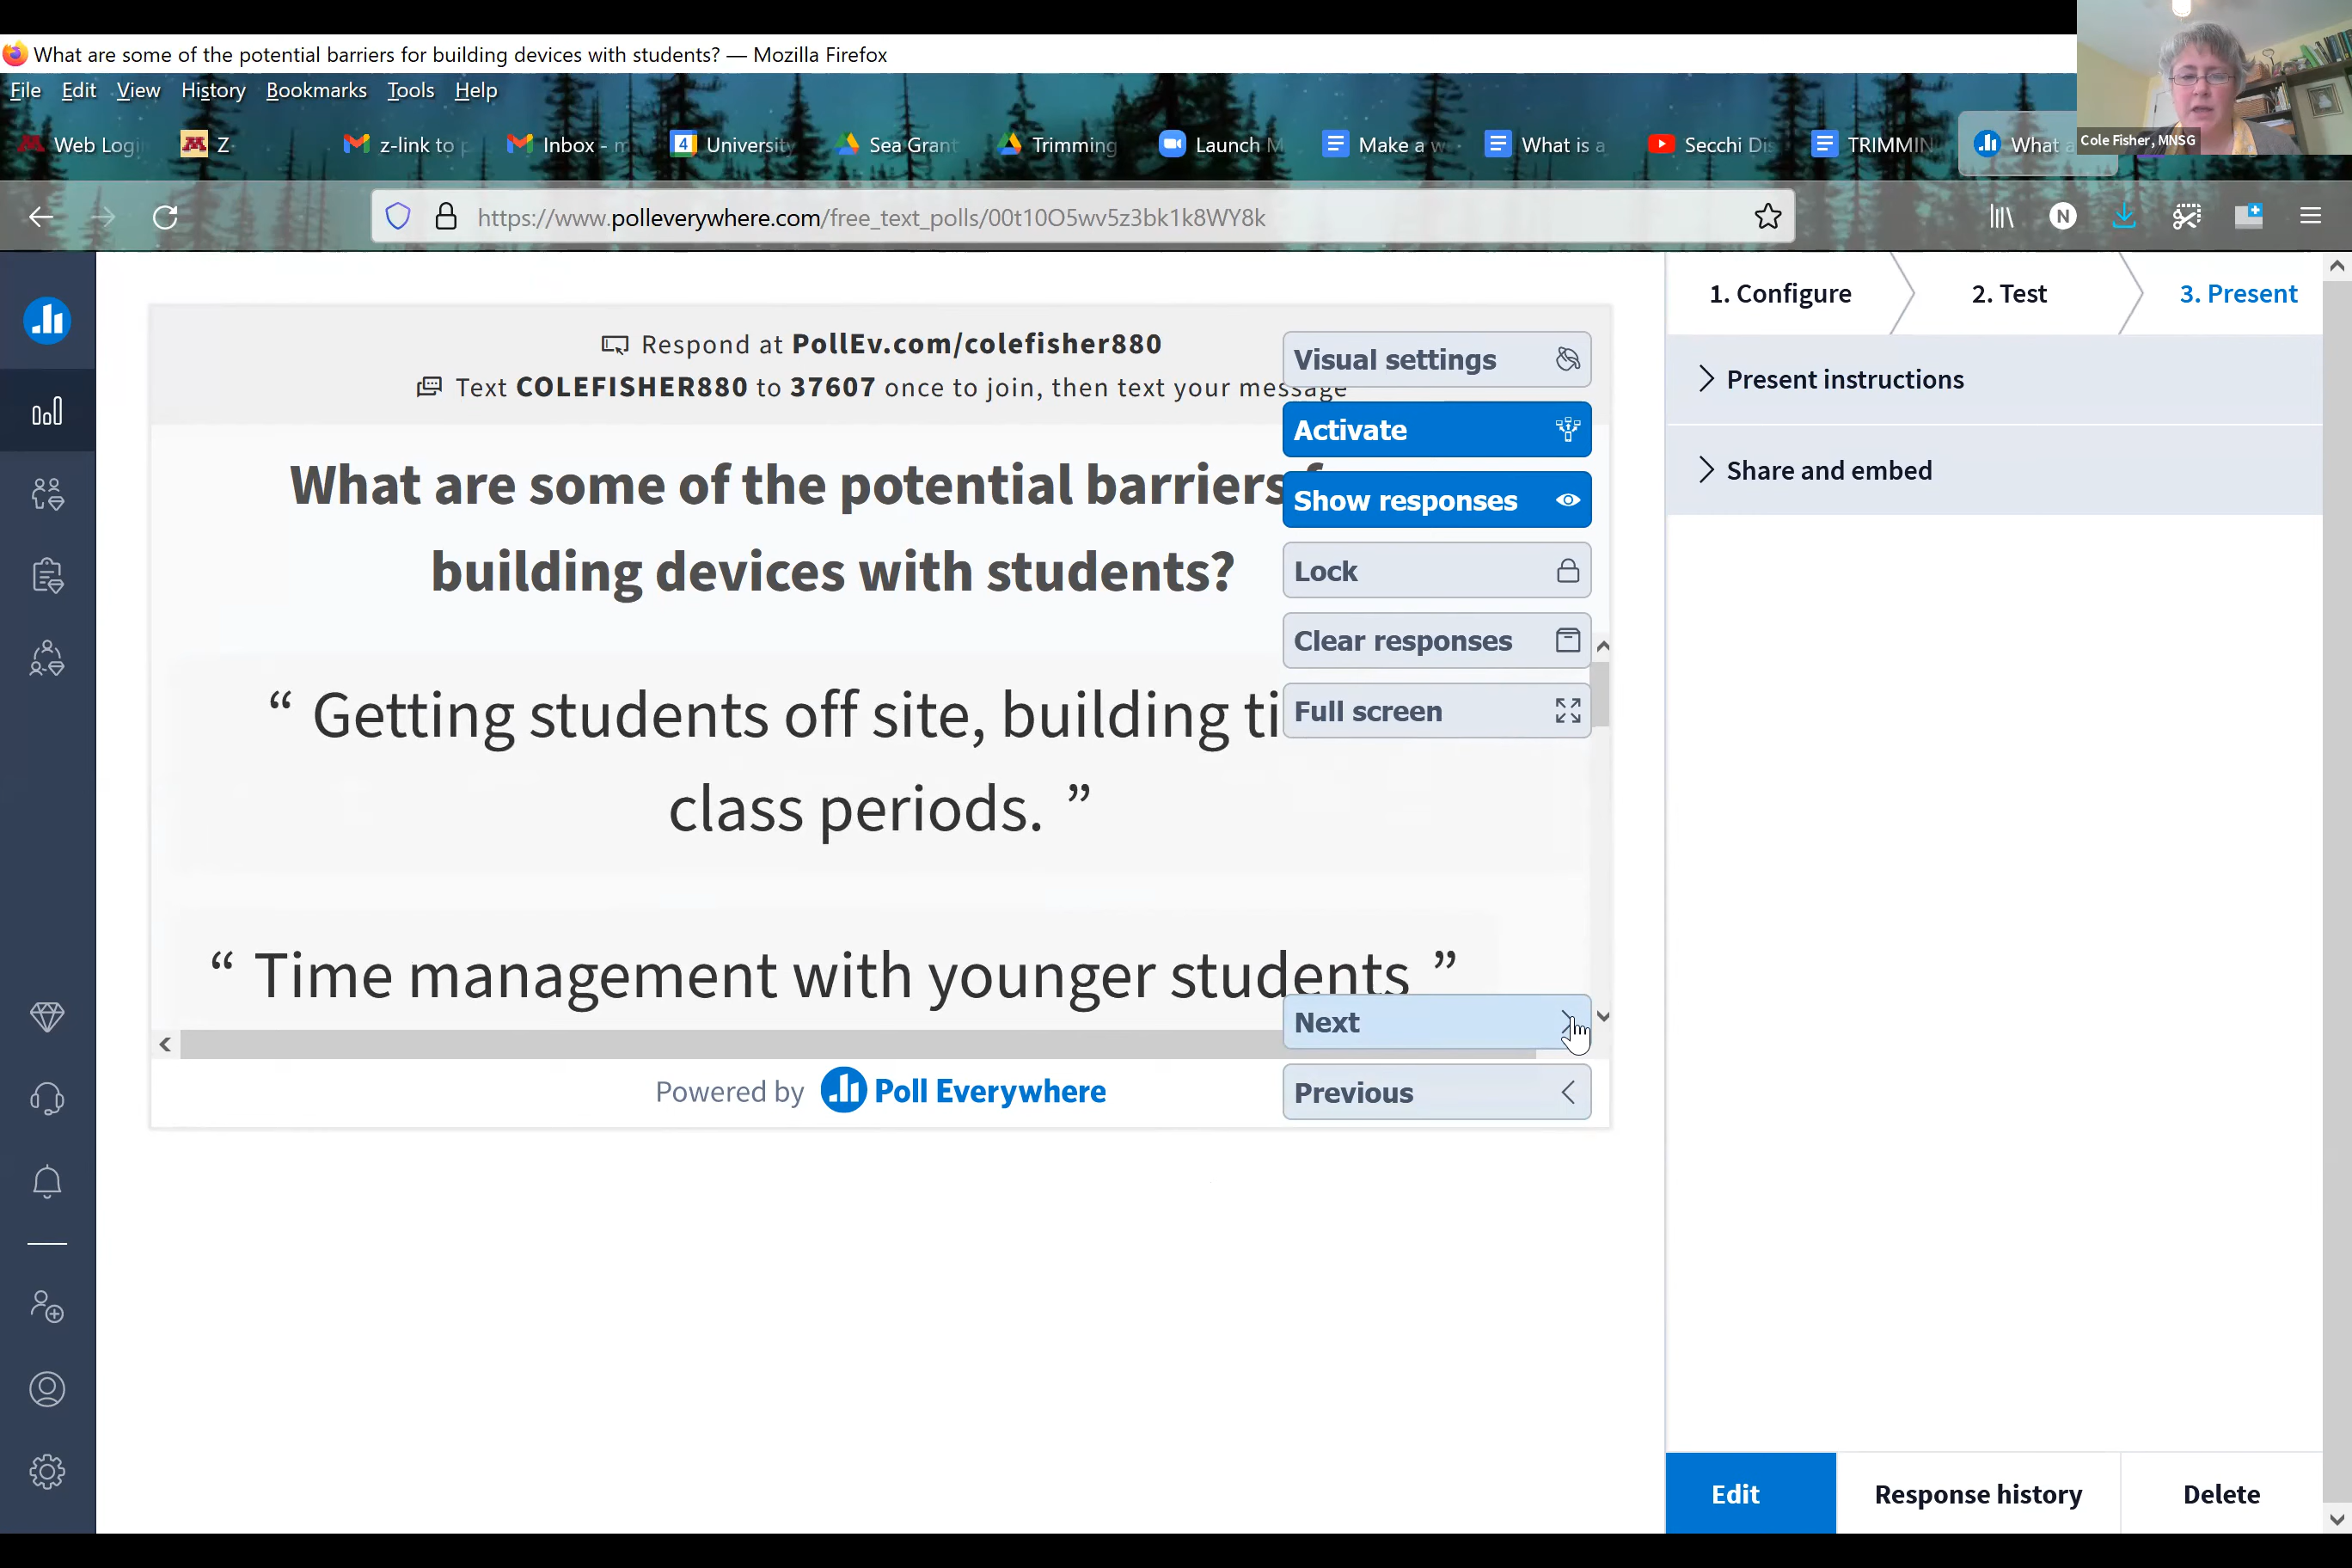 What are some of the potential barriers for building devices with students? — Mozilla Firefox
File Edit View History Bookmarks Tools Help
Web Logi Z z-link to p Inbox - m University Sea Grant Trimming Launch M Make a w What is a Secchi Dis TRIMMIN What a
Cole Fisher, MNSG
https://www.polleverywhere.com/free_text_polls/00t10O5wv5z3bk1k8WY8k
N
1. Configure 2. Test 3. Present
Respond at PollEv.com/colefisher880
Text COLEFISHER880 to 37607 once to join, then text your message
Visual settings
Activate
Show responses
Lock
Clear responses
Full screen
Present instructions
Share and embed
What are some of the potential barriers f
building devices with students?
“ Getting students off site, building ti
class periods. ”
“ Time management with younger students ”
Next
Previous
Powered by Poll Everywhere
Edit Response history Delete